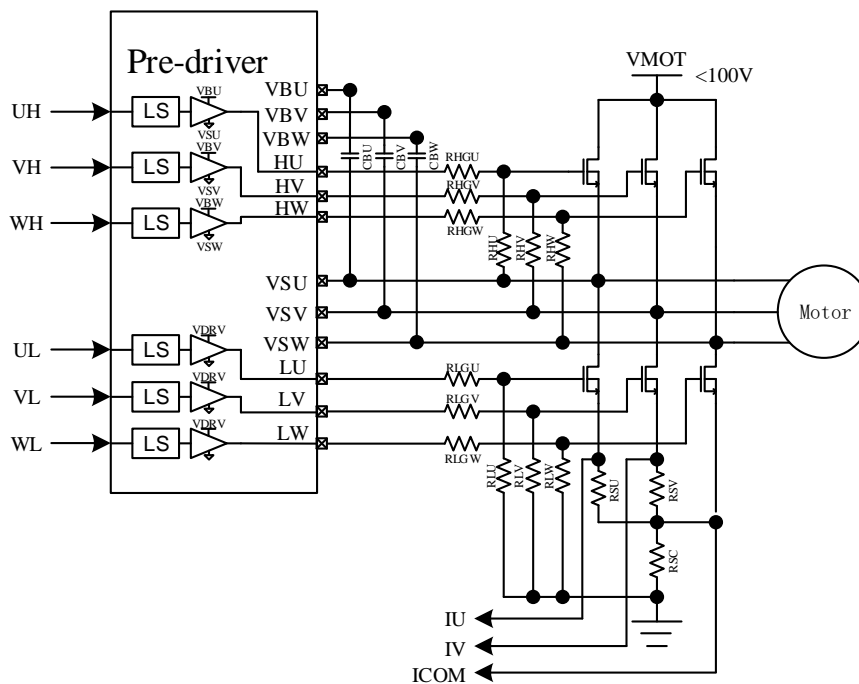 VMOT
<100V
Pre-driver
VBU
VBV
VBW
HU
HV
HW
VSU
VSV
VSW
LU
LV
LW
UH
VH
WH
UL
VL
WL
LS
VBU
VSU
LS
VBV
VSV
LS
VBW
VSW
LS
VDRV
LS
VDRV
LS
VDRV
CBU
CBV
CBW
RHGU
RHGV
RHGW
RHU
RHV
RHW
Motor
RLGU
RLGV
RLGW
RLU
RLV
RLW
RSU
RSV
RSC
IU
IV
ICOM